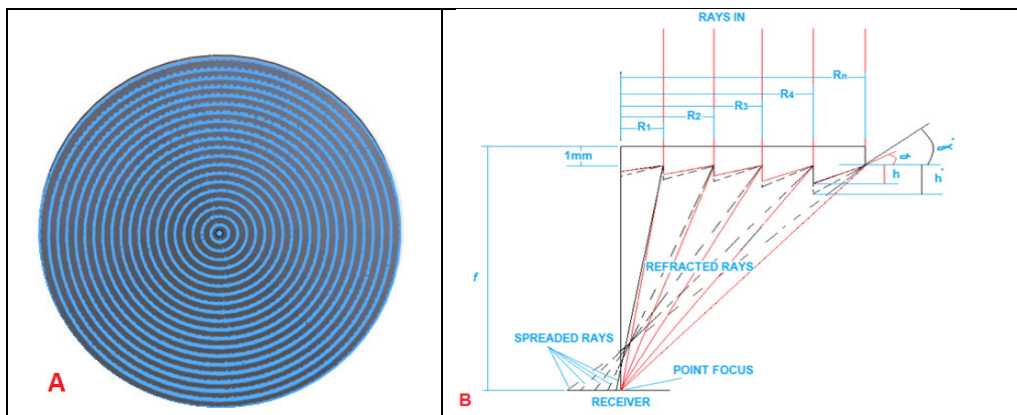 A
RAYS IN
Rn
R4
R3
R2
R1
1mm
α
α'
h
h'
f
REFRACTED RAYS
SPREADED RAYS
POINT FOCUS
B
RECEIVER